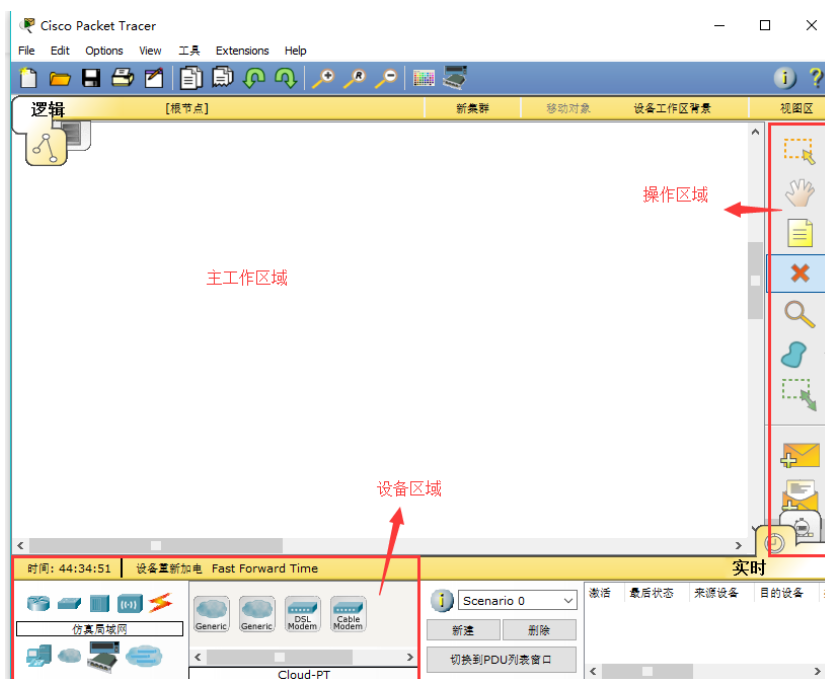 Cisco Packet Tracer
File Edit Options View 工具 Extensions Help
逻辑 [根节点] 新集群 移动对象 设备工作区背景 视图区
操作区域
主工作区域
设备区域
时间: 44:34:51 设备重新加电 Fast Forward Time 实时
Scenario 0 激活 最后状态 来源设备 目的设备
Generic Generic DSL Modem Cable Modem
仿真局域网 新建 删除
切换到PDU列表窗口
Cloud-PT